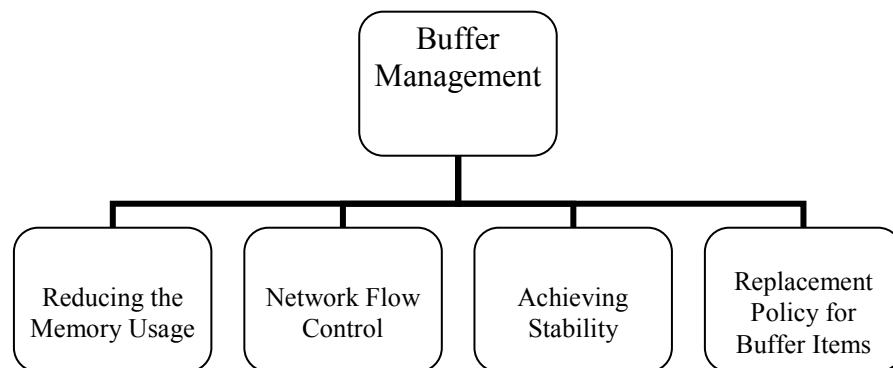 Buffer
Management
Reducing the
Memory Usage
Network Flow
Control
Achieving
Stability
Replacement
Policy for
Buffer Items